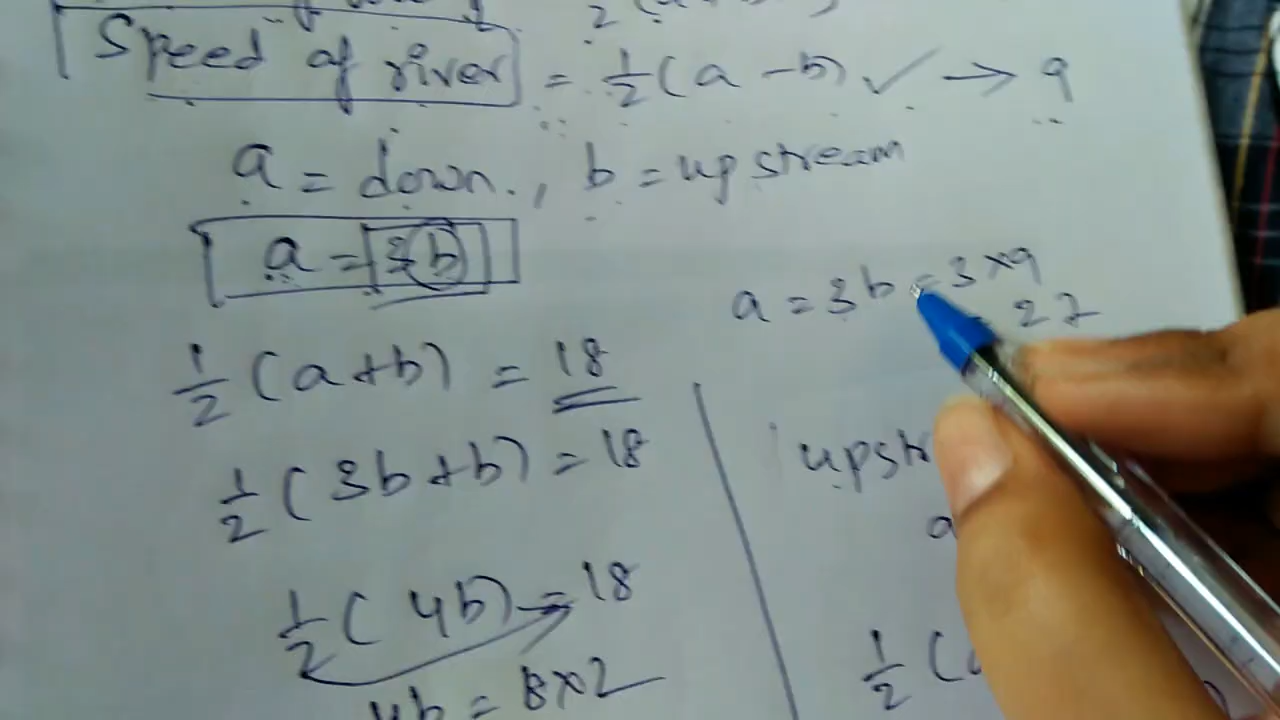 Speed of river = 1/2 (a - b) ✓ → 9
a = down., b = upstream
a = 3b
a = 3b = 3×9
= 27
1/2 (a+b) = 18
1/2 (3b+b) = 18
1/2 (4b) = 18
4b = 18×2
upstr
a
1/2 (